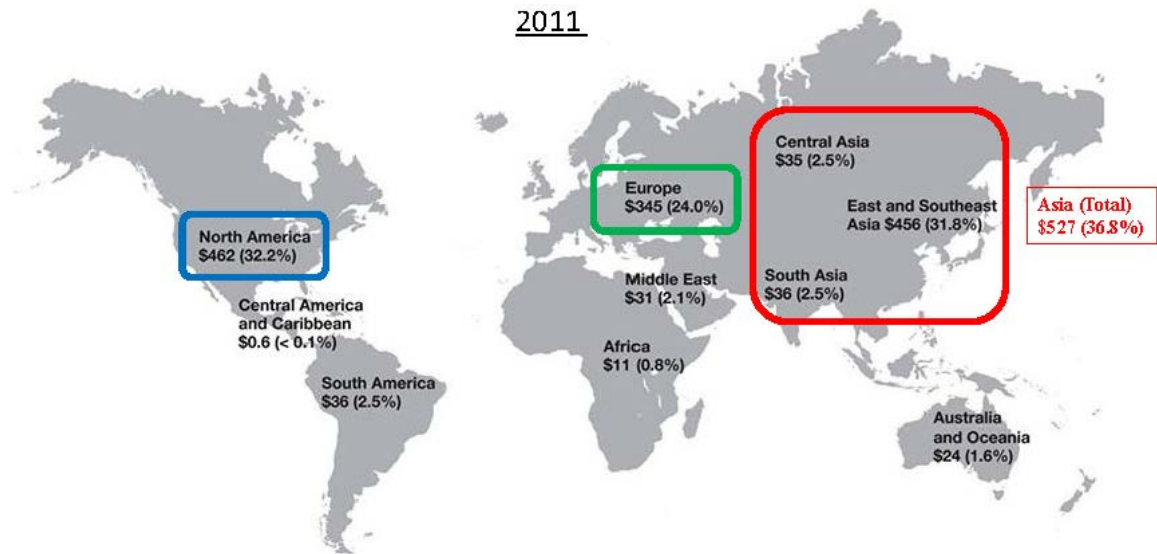 2011
Central Asia
$35 (2.5%)
Europe
$345 (24.0%)
East and Southeast
Asia $456 (31.8%)
Asia (Total)
$527 (36.8%)
North America
$462 (32.2%)
Middle East
$31 (2.1%)
South Asia
$36 (2.5%)
Central America
and Caribbean
$0.6 (< 0.1%)
Africa
$11 (0.8%)
South America
$36 (2.5%)
Australia
and Oceania
$24 (1.6%)